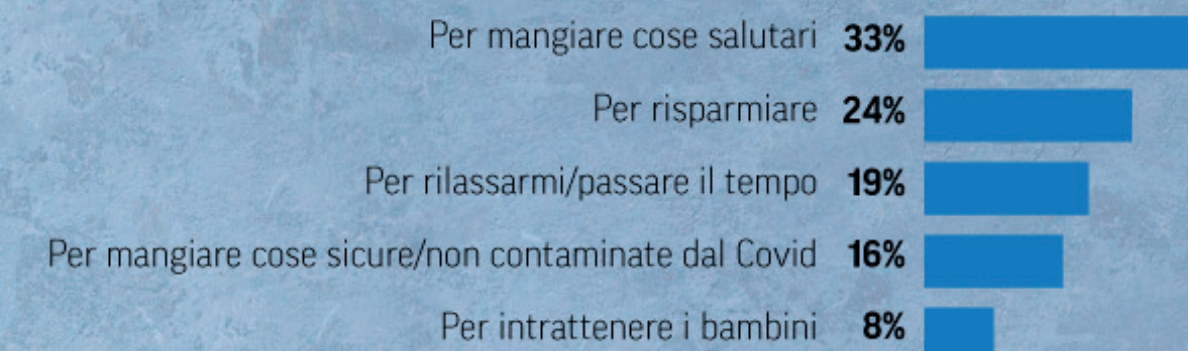 Per mangiare cose salutari 33%
Per risparmiare 24%
Per rilassarmi/passare il tempo 19%
Per mangiare cose sicure/non contaminate dal Covid 16%
Per intrattenere i bambini 8%